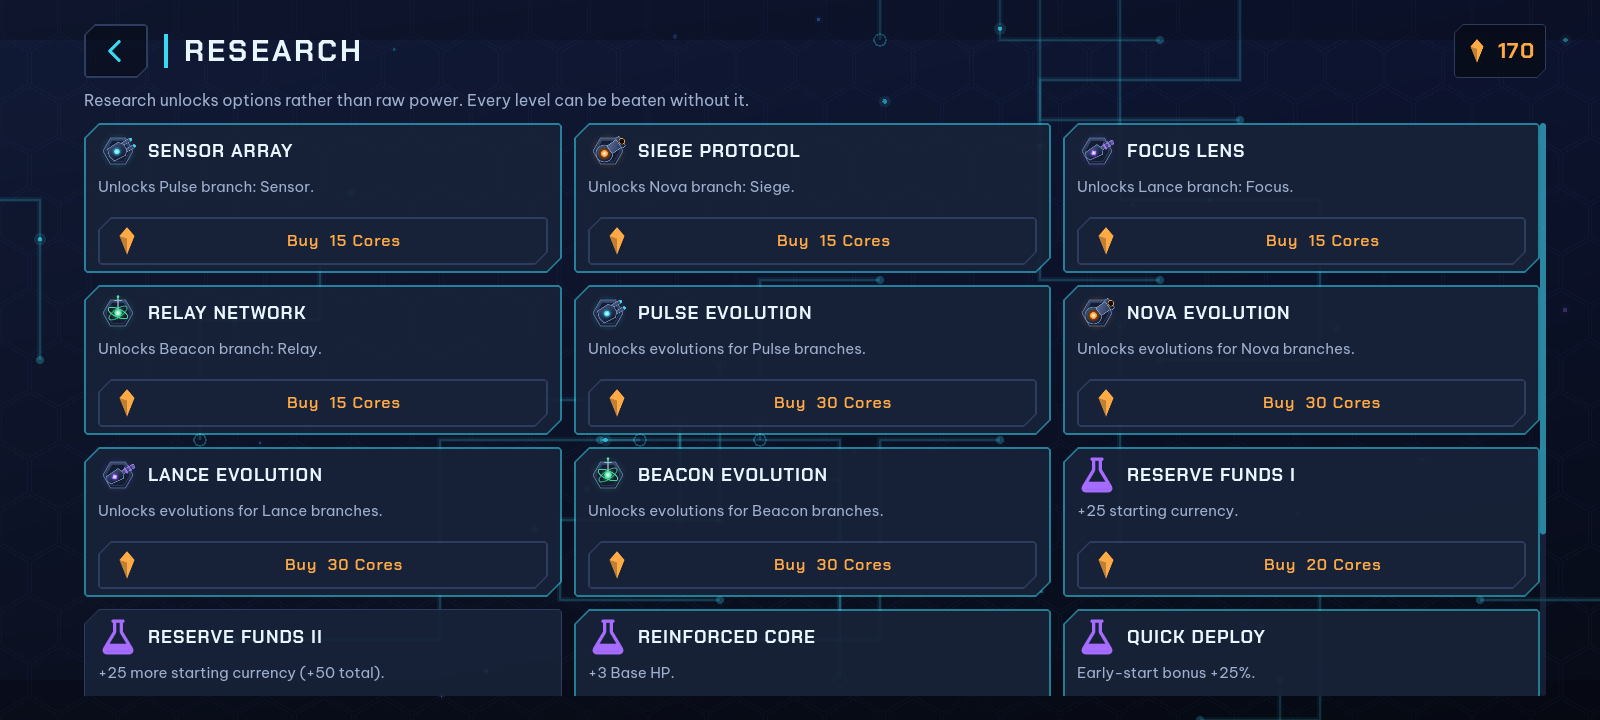 RESEARCH
170
Research unlocks options rather than raw power. Every level can be beaten without it.
SENSOR ARRAY
Unlocks Pulse branch: Sensor.
Buy 15 Cores
SIEGE PROTOCOL
Unlocks Nova branch: Siege.
Buy 15 Cores
FOCUS LENS
Unlocks Lance branch: Focus.
Buy 15 Cores
RELAY NETWORK
Unlocks Beacon branch: Relay.
Buy 15 Cores
PULSE EVOLUTION
Unlocks evolutions for Pulse branches.
Buy 30 Cores
NOVA EVOLUTION
Unlocks evolutions for Nova branches.
Buy 30 Cores
LANCE EVOLUTION
Unlocks evolutions for Lance branches.
Buy 30 Cores
BEACON EVOLUTION
Unlocks evolutions for Beacon branches.
Buy 30 Cores
RESERVE FUNDS I
+25 starting currency.
Buy 20 Cores
RESERVE FUNDS II
+25 more starting currency (+50 total).
REINFORCED CORE
+3 Base HP.
QUICK DEPLOY
Early-start bonus +25%.